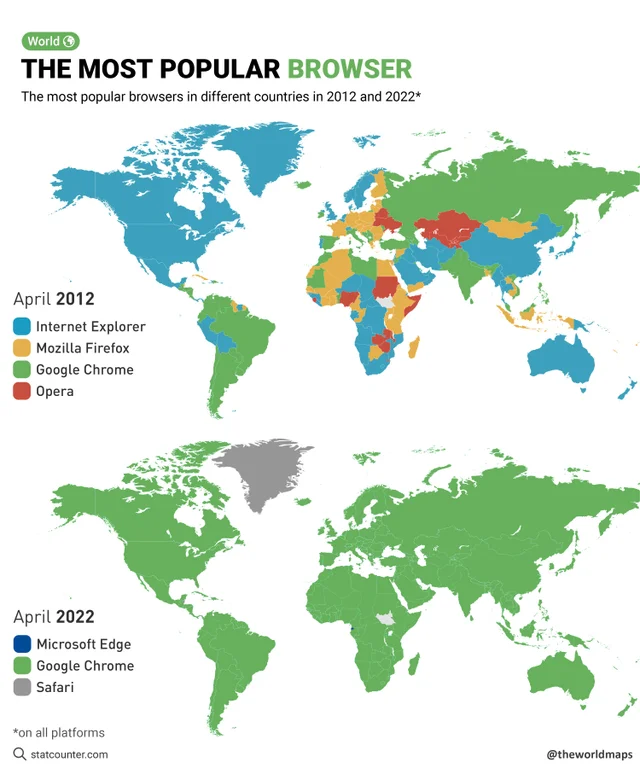 World
THE MOST POPULAR BROWSER
The most popular browsers in different countries in 2012 and 2022*
April 2012
Internet Explorer
Mozilla Firefox
Google Chrome
Opera
April 2022
Microsoft Edge
Google Chrome
Safari
*on all platforms
statcounter.com
@theworldmaps